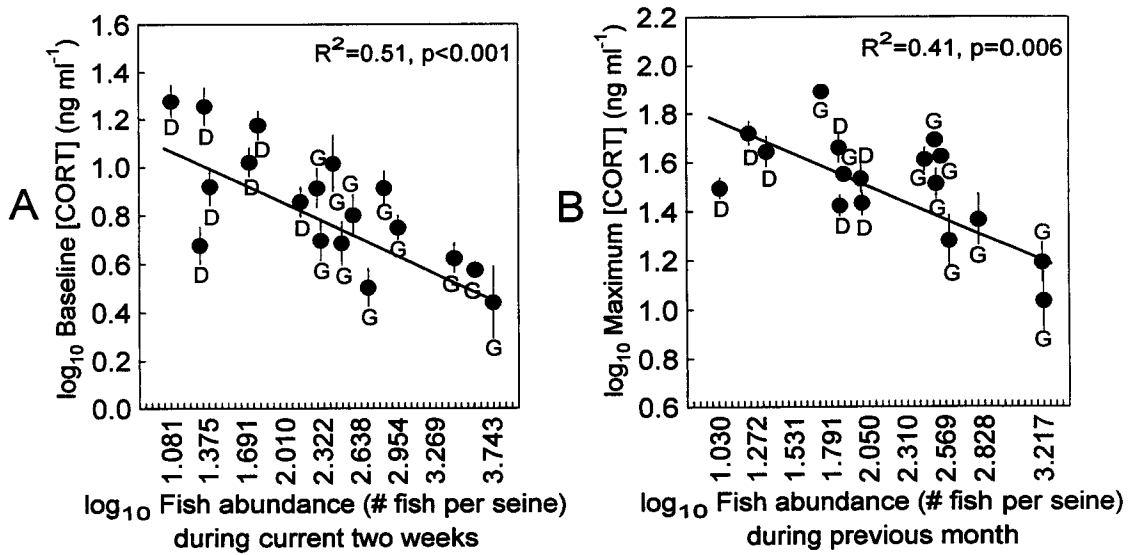 A
log10 Baseline [CORT] (ng ml-1)
1.6
1.4
1.2
1.0
0.8
0.6
0.4
0.2
0.0
R2=0.51, p<0.001
D
D
D
D
D
D
D
G
G
G
G
G
G
G
G
G
G
G
1.081
1.375
1.691
2.010
2.322
2.638
2.954
3.269
3.743
log10 Fish abundance (# fish per seine)
during current two weeks
B
log10 Maximum [CORT] (ng ml-1)
2.2
2.0
1.8
1.6
1.4
1.2
1.0
0.8
0.6
R2=0.41, p=0.006
D
D
D
G
D
G
D
D
D
G
G
G
G
G
G
G
G
1.030
1.272
1.531
1.791
2.050
2.310
2.569
2.828
3.217
log10 Fish abundance (# fish per seine)
during previous month